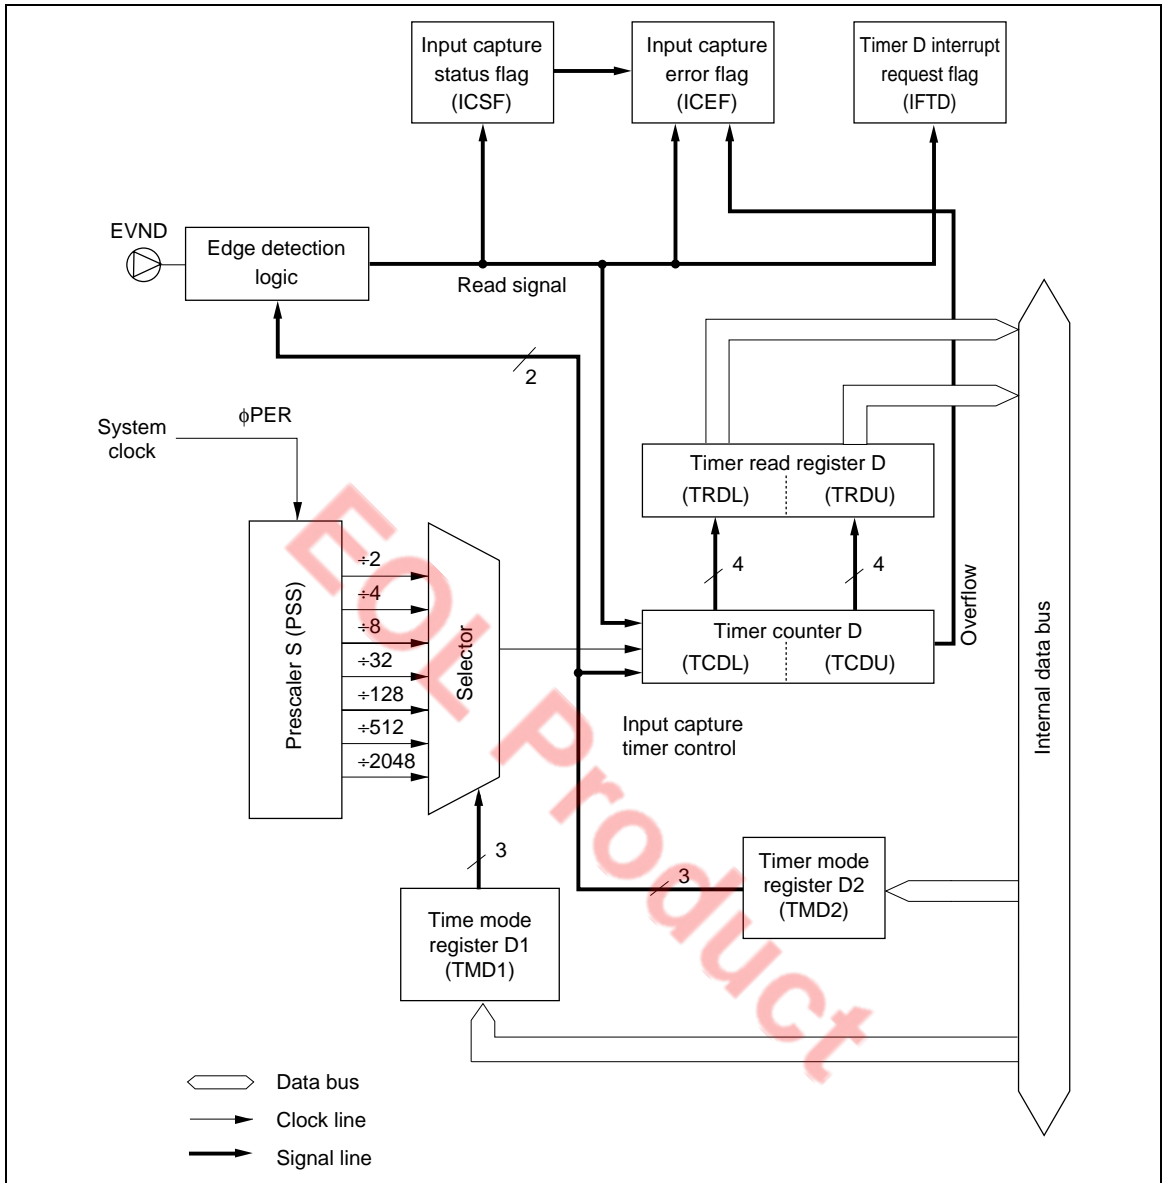 Input capture
status flag
(ICSF)
Input capture
error flag
(ICEF)
Timer D interrupt
request flag
(IFTD)
EVND
Edge detection
logic
Read signal
2
System
clock
ϕPER
Timer read register D
(TRDL)
(TRDU)
4
4
Prescaler S (PSS)
÷2
÷4
÷8
÷32
÷128
÷512
÷2048
Selector
Timer counter D
(TCDL)
(TCDU)
Overflow
Internal data bus
Input capture
timer control
3
3
Timer mode
register D2
(TMD2)
Time mode
register D1
(TMD1)
EOL Product
Data bus
Clock line
Signal line